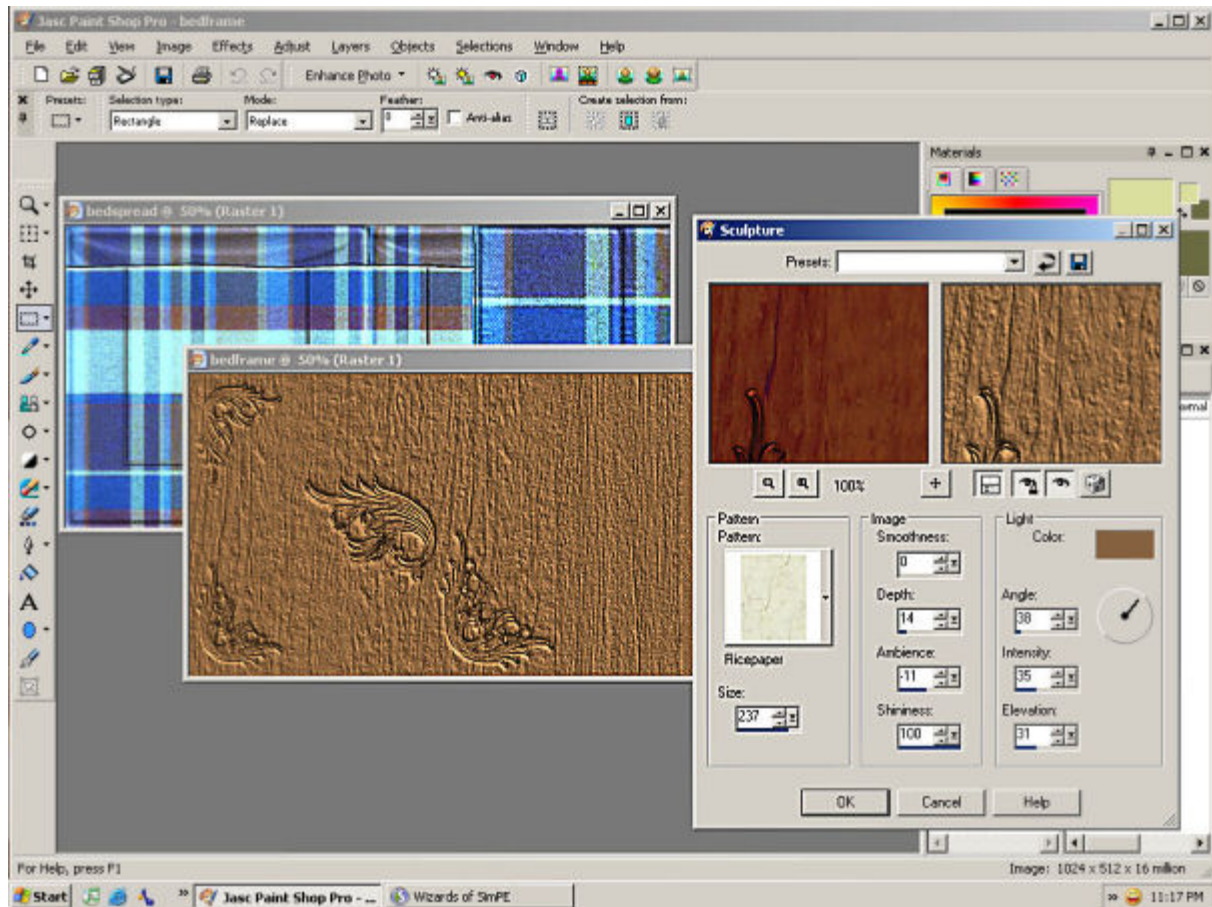 Jasc Paint Shop Pro - bedframe
File Edit View Image Effects Adjust Layers Objects Selections Window Help
Enhance Photo
Presets: Selection type: Mode: Feather: Create selection from:
Rectangle Replace 0 Anti-alias
Materials
bedspread @ 50% (Raster 1)
Sculpture
Presets:
bedframe @ 50% (Raster 1)
100%
Pattern Image Light
Pattern: Smoothness: Color:
0
Depth: Angle:
14 38
Ricepaper Ambience: Intensity:
-11 35
Size: Shininess: Elevation:
237 100 31
OK Cancel Help
For Help, press F1 Image: 1024 x 512 x 16 million
Start » Jasc Paint Shop Pro - ... Wizards of SimPE » 11:17 PM